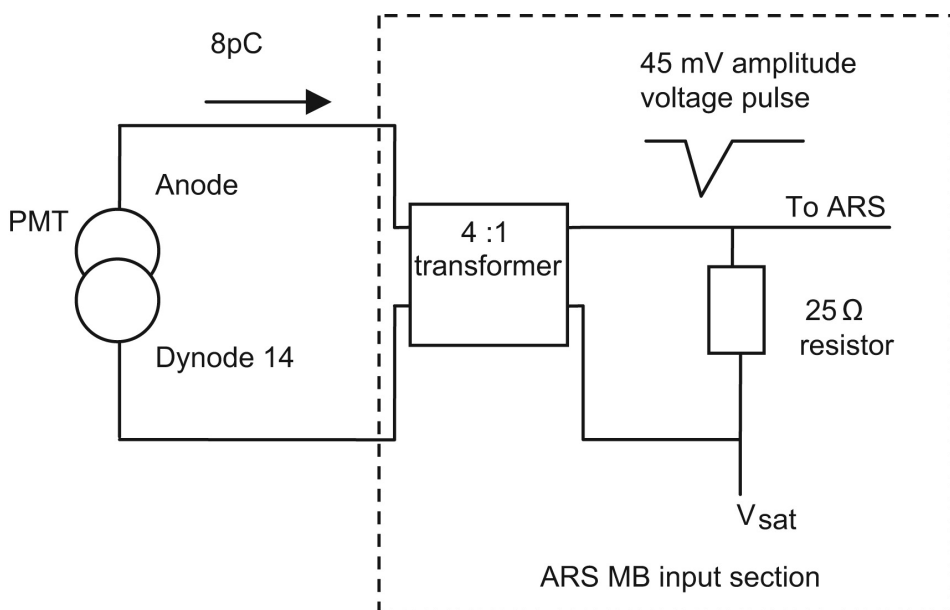 8pC
45 mV amplitude
voltage pulse
Anode
PMT
To ARS
4 :1
transformer
25 Ω
resistor
Dynode 14
Vsat
ARS MB input section